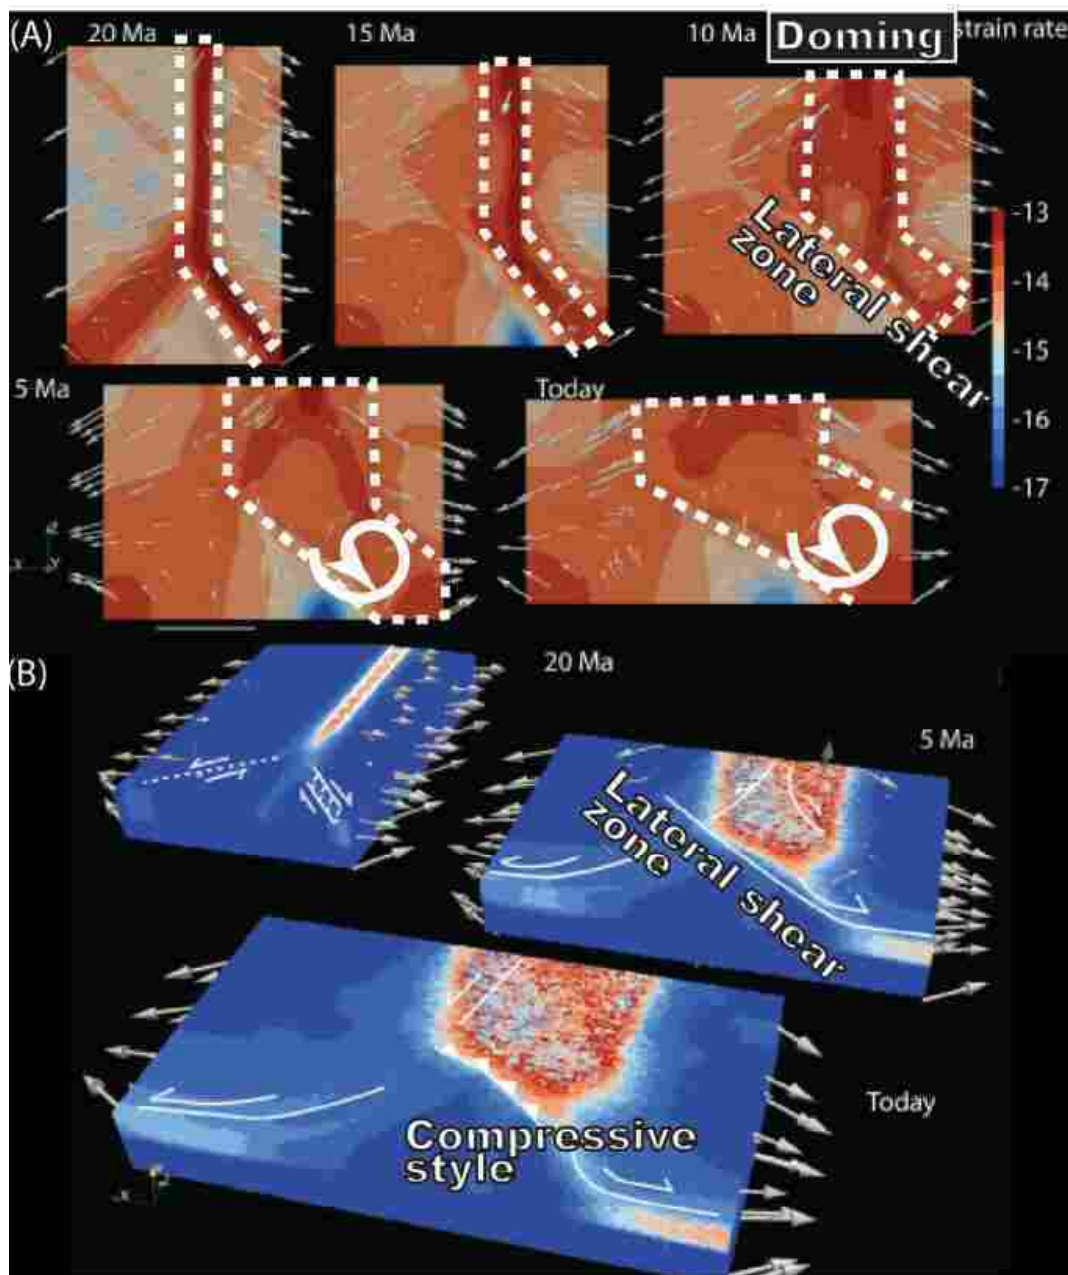 (A)
20 Ma
15 Ma
10 Ma
Doming
strain rate
Lateral shear
zone
-13
-14
-15
-16
-17
5 Ma
Today
(B)
20 Ma
5 Ma
Lateral shear
zone
Compressive
style
Today